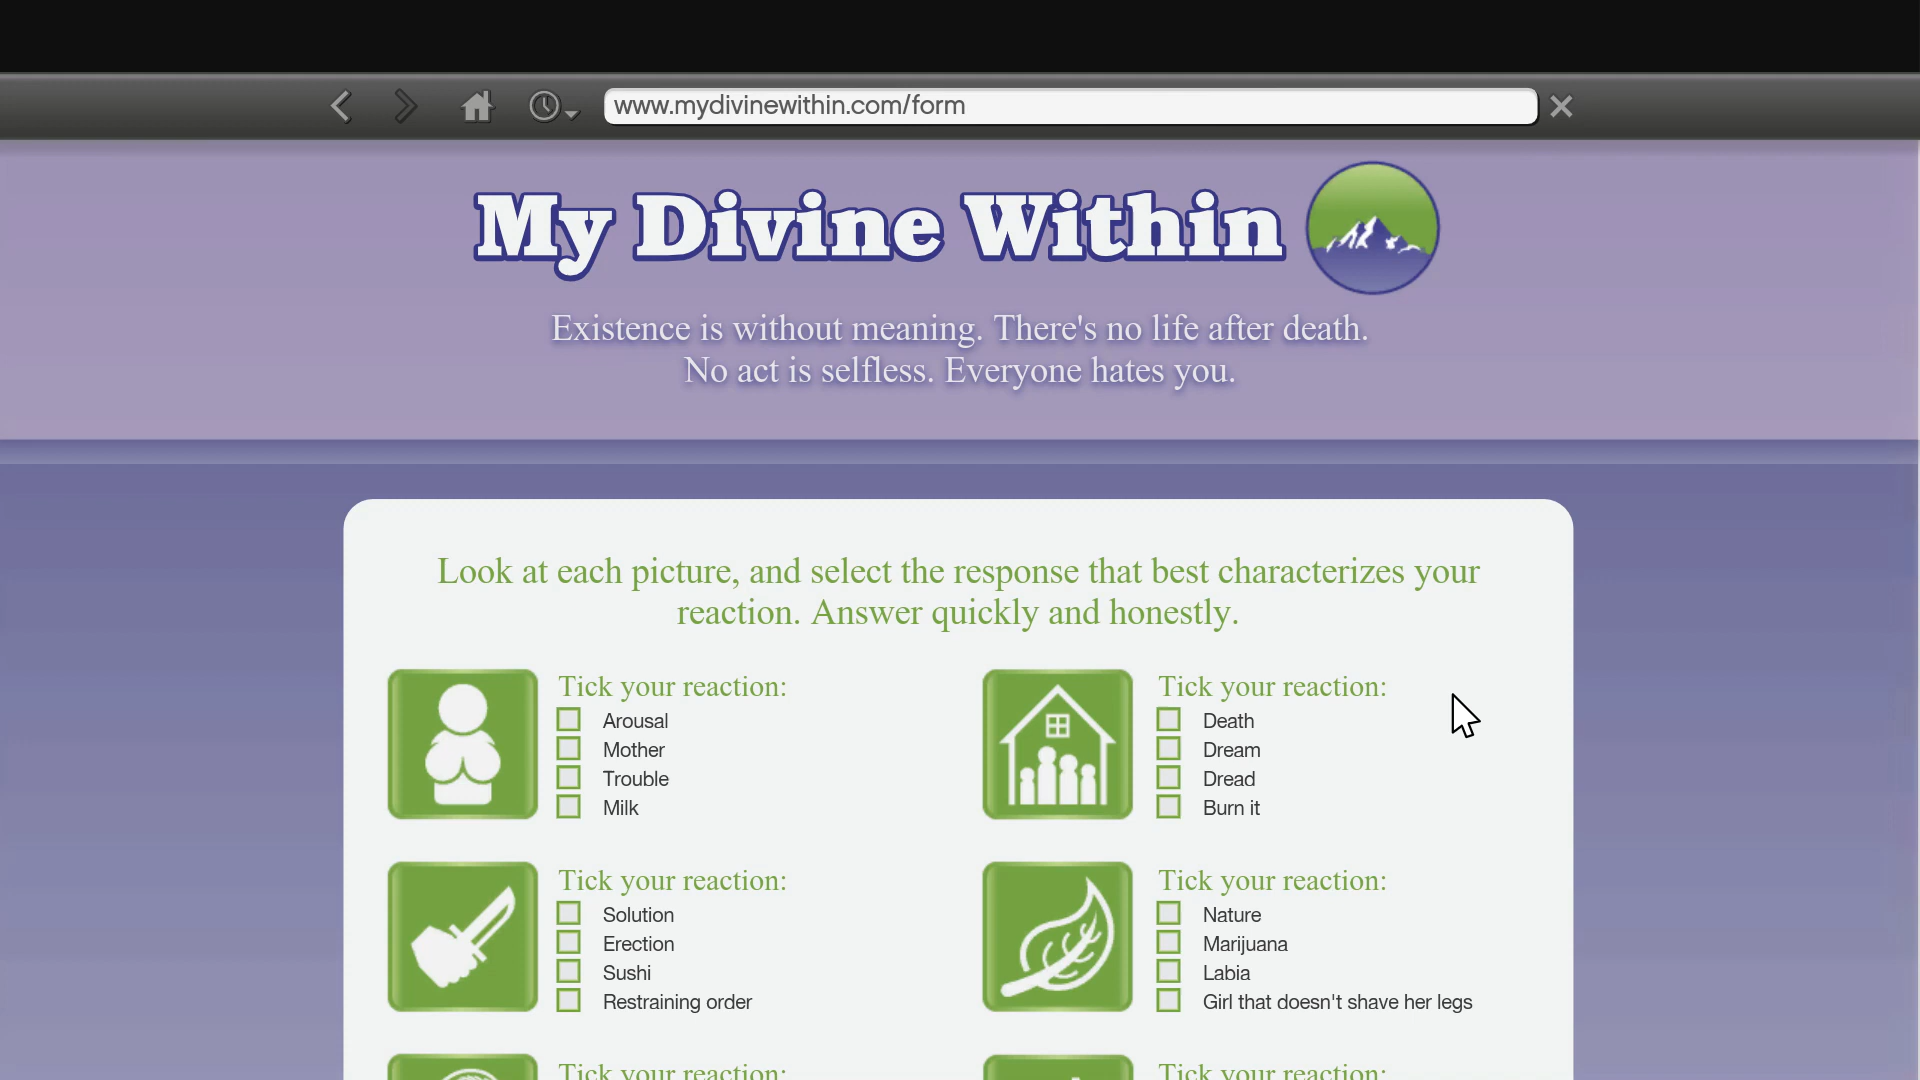 www.mydivinewithin.com/form
My Divine Within
Existence is without meaning. There's no life after death.
No act is selfless. Everyone hates you.
Look at each picture, and select the response that best characterizes your
reaction. Answer quickly and honestly.
Tick your reaction:
Arousal
Mother
Trouble
Milk
Tick your reaction:
Death
Dream
Dread
Burn it
Tick your reaction:
Solution
Erection
Sushi
Restraining order
Tick your reaction:
Nature
Marijuana
Labia
Girl that doesn't shave her legs
Tick your reaction:
Tick your reaction: